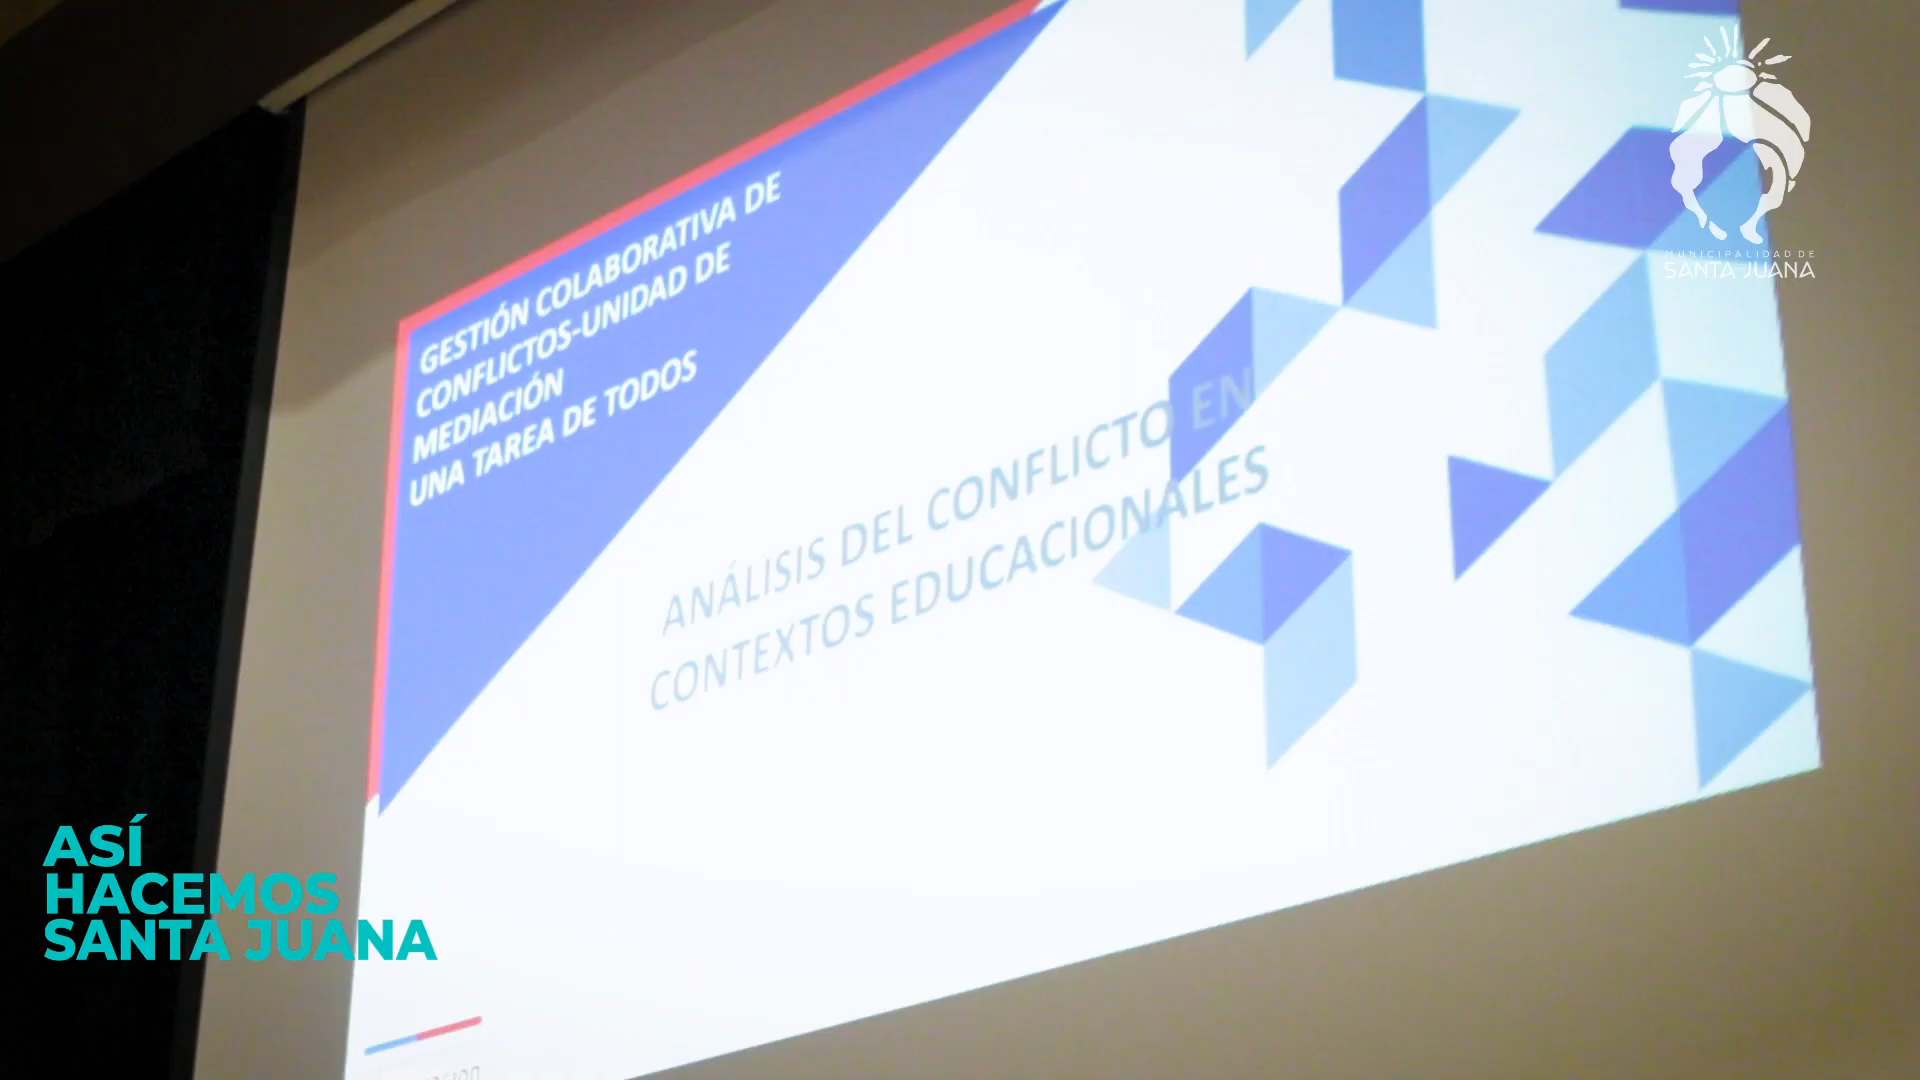 GESTIÓN COLABORATIVA DE
CONFLICTOS-UNIDAD DE
MEDIACIÓN
UNA TAREA DE TODOS
ANÁLISIS DEL CONFLICTO EN
CONTEXTOS EDUCACIONALES
MUNICIPALIDAD DE
SANTA JUANA
ASÍ
HACEMOS
SANTA JUANA